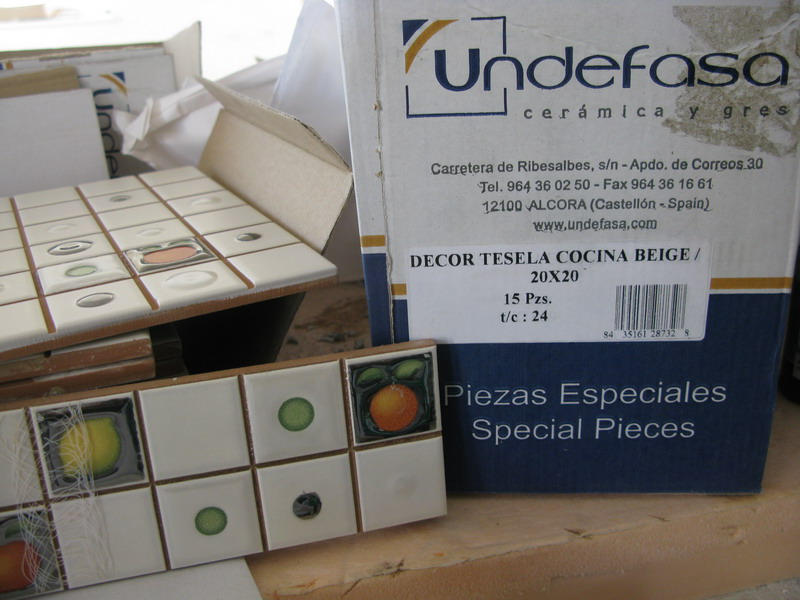 Undefasa
cerámica y gres
Carretera de Ribesalbes, s/n - Apdo. de Correos 30
Tel. 964 36 02 50 - Fax 964 36 16 61
12100 ALCORA (Castellón - Spain)
www.undefasa.com
DECOR TESELA COCINA BEIGE /
20X20
15 Pzs.
t/c : 24
84 35161 28732 8
Piezas Especiales
Special Pieces